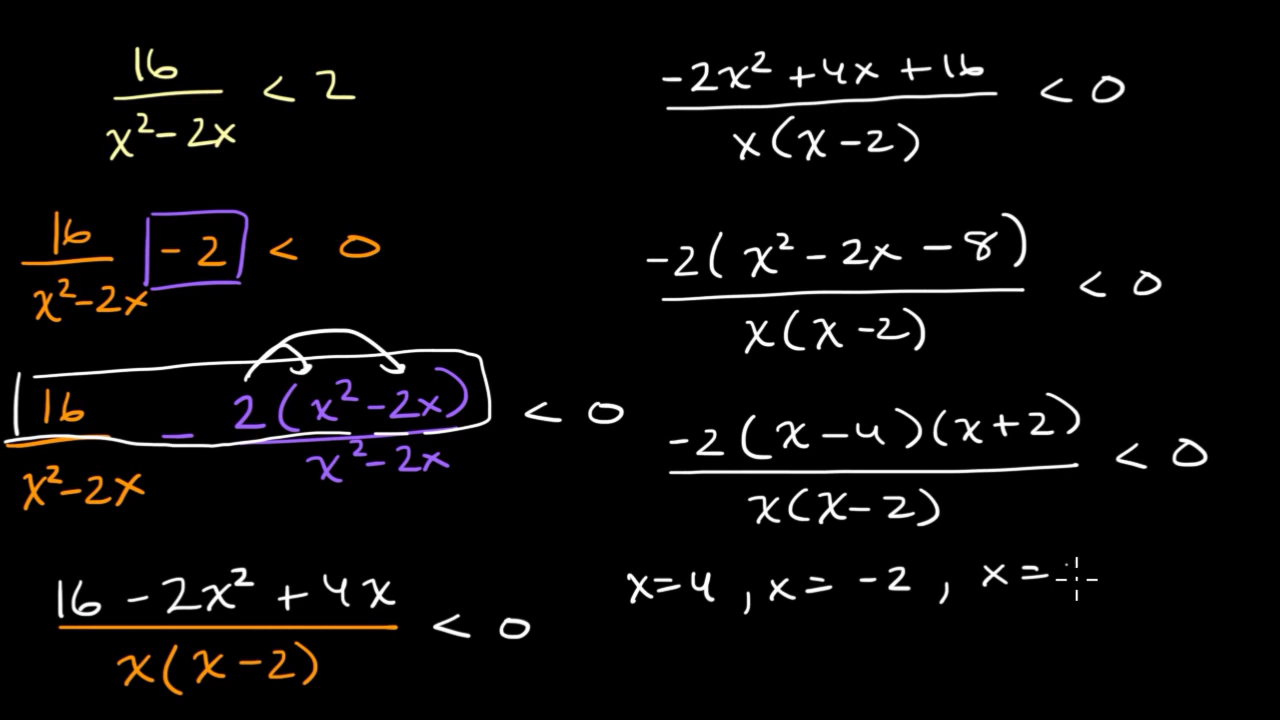 16
x²-2x < 2
16
x²-2x - 2 < 0
16 - 2(x²-2x) < 0
x²-2x x²-2x
16 - 2x² + 4x < 0
x(x-2)
-2x² + 4x + 16 < 0
x(x-2)
-2(x² - 2x - 8) < 0
x(x-2)
-2(x-4)(x+2) < 0
x(x-2)
x=4, x= -2, x=